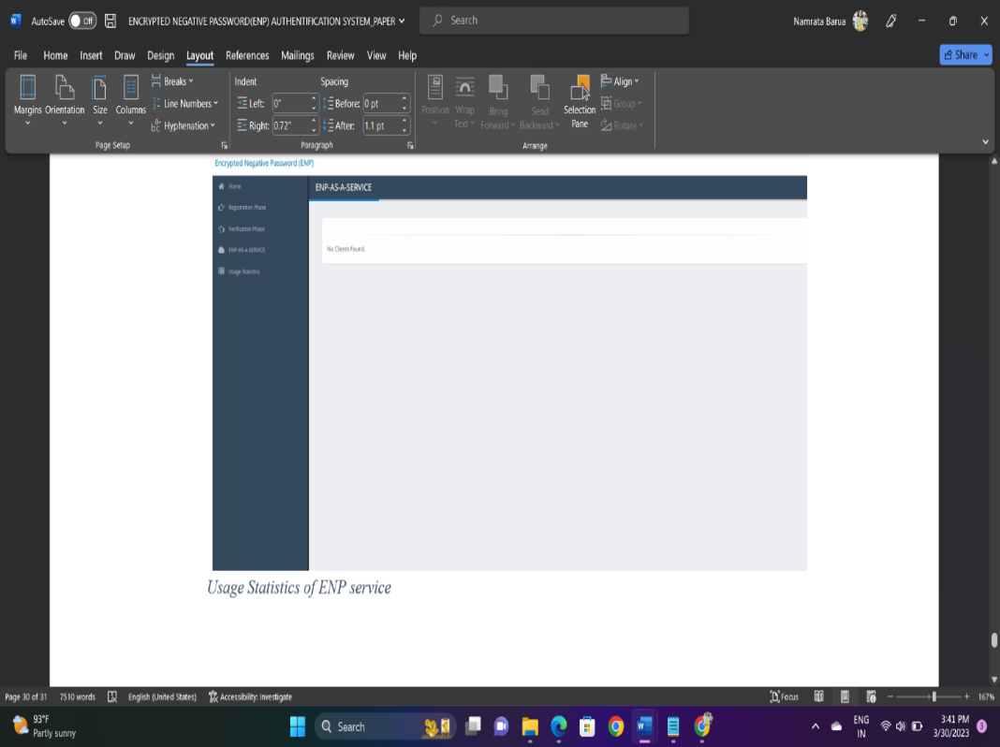 AutoSave Off ENCRYPTED NEGATIVE PASSWORD(ENP) AUTHENTIFICATION SYSTEM_PAPER Search Namrata Barua
File Home Insert Draw Design Layout References Mailings Review View Help Share
Margins Orientation Size Columns
Breaks
Line Numbers
Hyphenation
Page Setup
Indent Spacing
Left: 0" Before: 0 pt
Right: 0.72" After: 1.1 pt
Paragraph
Position Wrap Text Bring Forward Send Backward Selection Pane
Align
Group
Rotate
Arrange
Encrypted Negative Password (ENP)
Home
Registration Phase
Verification Phase
ENP-AS-A-SERVICE
Usage Statistics
ENP-AS-A-SERVICE
No Clients Found.
Usage Statistics of ENP service
Page 30 of 31 7510 words English (United States) Accessibility: Investigate Focus 167%
93°F
Partly sunny
Search
ENG
IN
3:41 PM
3/30/2023
3